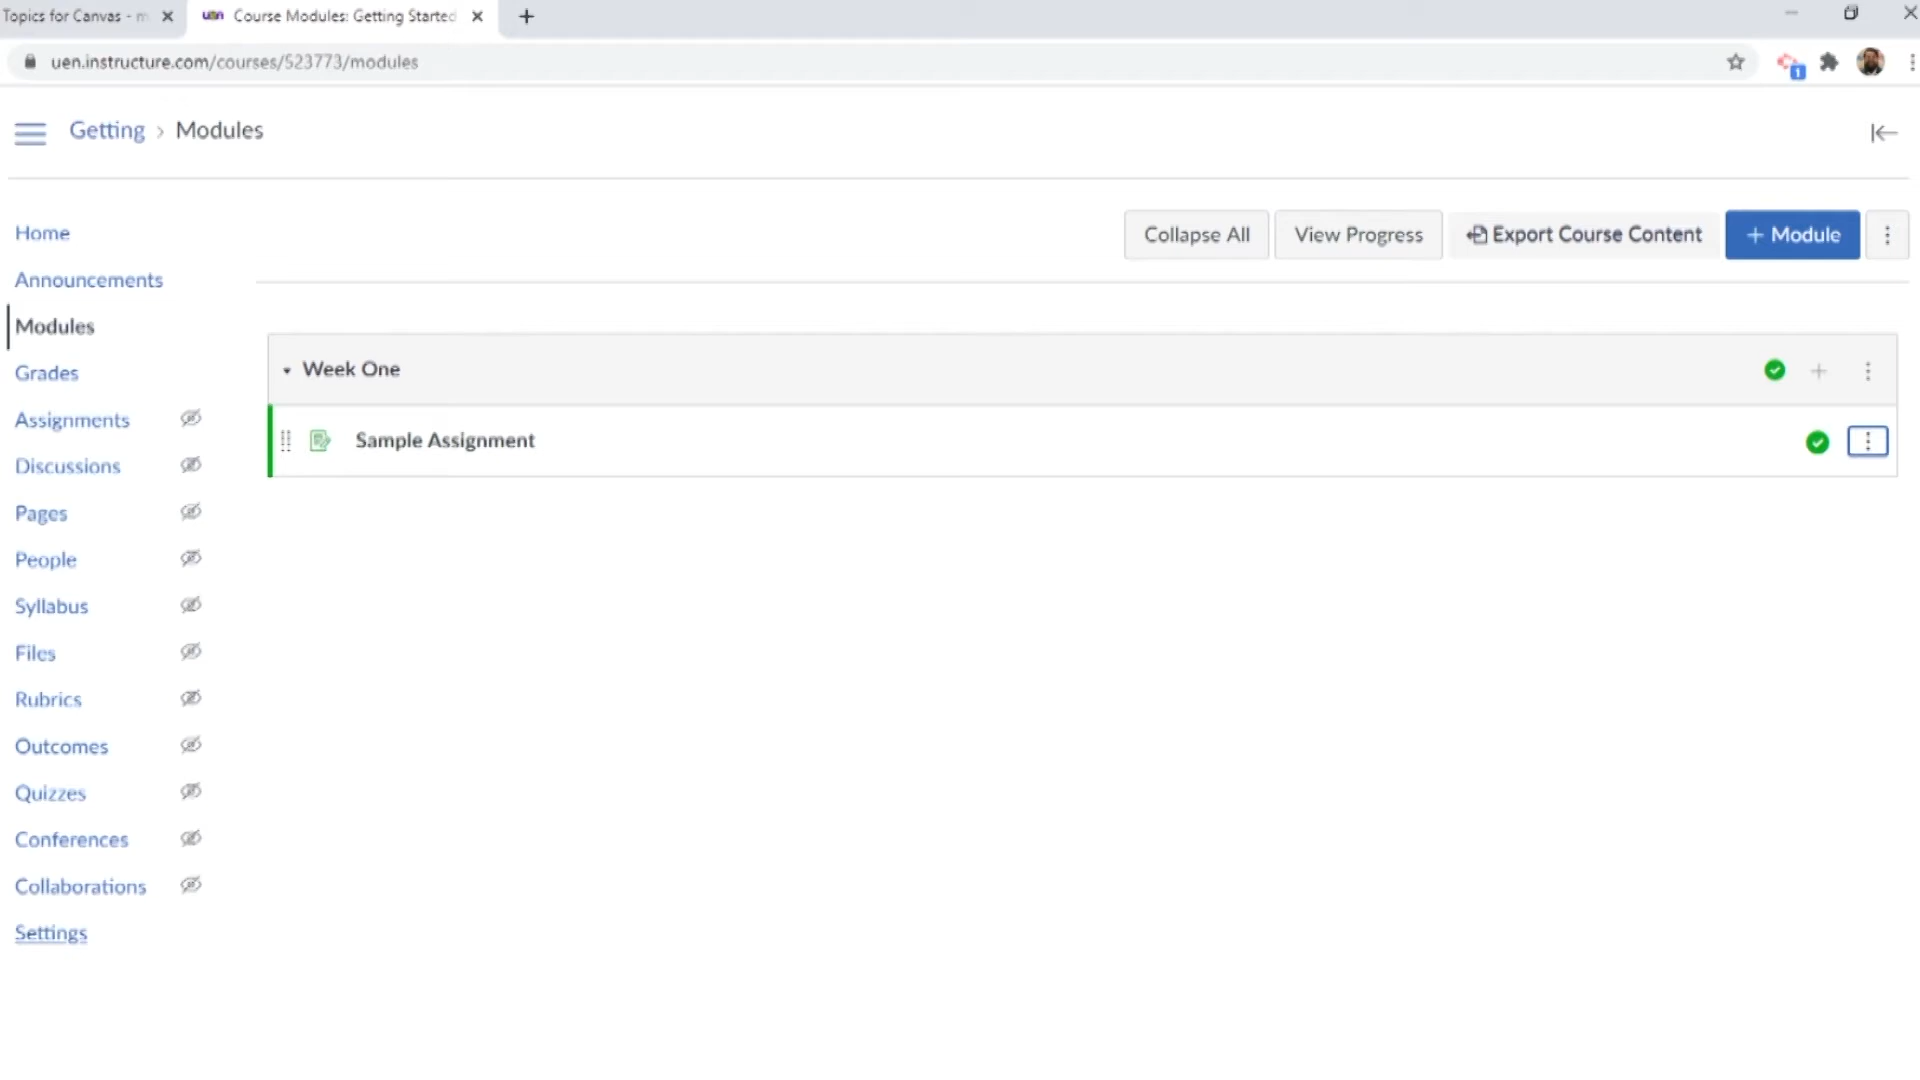 Topics for Canvas - m
uen Course Modules: Getting Started
uen.instructure.com/courses/523773/modules
1
Getting › Modules
Collapse All
View Progress
Export Course Content
+ Module
Home
Announcements
Modules
Grades
Assignments
Discussions
Pages
People
Syllabus
Files
Rubrics
Outcomes
Quizzes
Conferences
Collaborations
Settings
Week One
Sample Assignment